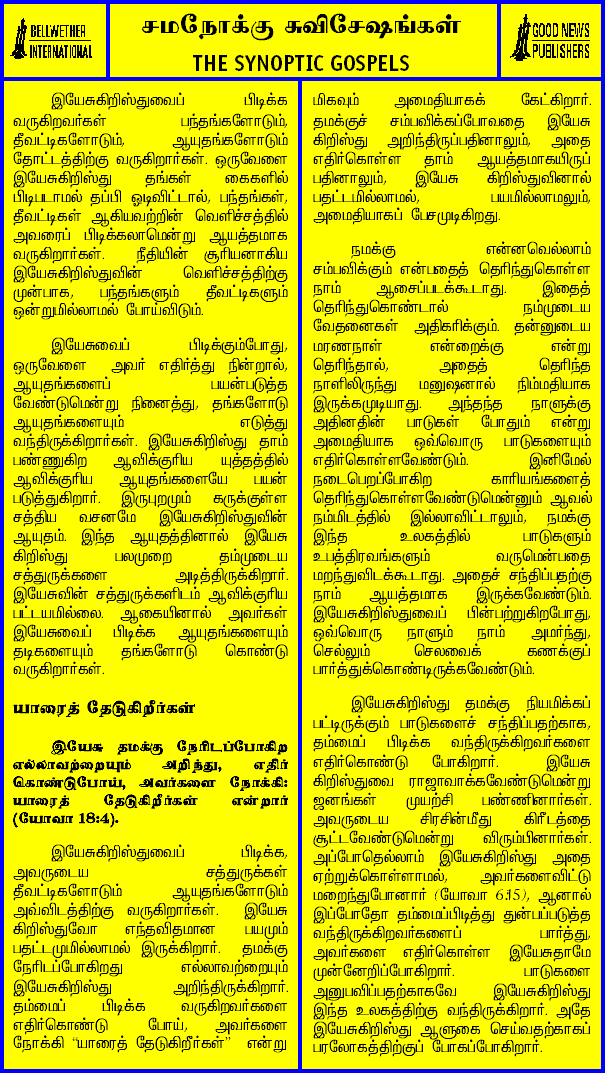 BELLWETHER
INTERNATIONAL
சமநோக்கு சுவிசேஷங்கள்
THE SYNOPTIC GOSPELS
GOOD NEWS
PUBLISHERS
இயேசுகிறிஸ்துவைப் பிடிக்க
வருகிறவர்கள் பந்தங்களோடும்,
தீவட்டிகளோடும், ஆயுதங்களோடும்
தோட்டத்திற்கு வருகிறார்கள். ஒருவேளை
இயேசுகிறிஸ்து தங்கள் கைகளில்
பிடிபடாமல் தப்பி ஓடிவிட்டால், பந்தங்கள்,
தீவட்டிகள் ஆகியவற்றின் வெளிச்சத்தில்
அவரைப் பிடிக்கலாமென்று ஆயத்தமாக
வருகிறார்கள். நீதியின் சூரியனாகிய
இயேசுகிறிஸ்துவின் வெளிச்சத்திற்கு
முன்பாக, பந்தங்களும் தீவட்டிகளும்
ஒன்றுமில்லாமல் போய்விடும்.
இயேசுவைப் பிடிக்கும்போது,
ஒருவேளை அவர் எதிர்த்து நின்றால்,
ஆயுதங்களைப் பயன்படுத்த
வேண்டுமென்று நினைத்து, தங்களோடு
ஆயுதங்களையும் எடுத்து
வந்திருக்கிறார்கள். இயேசுகிறிஸ்து தாம்
பண்ணுகிற ஆவிக்குரிய யுத்தத்தில்
ஆவிக்குரிய ஆயுதங்களையே பயன்
படுத்துகிறார். இருபுறமும் கருக்குள்ள
சத்திய வசனமே இயேசுகிறிஸ்துவின்
ஆயுதம். இந்த ஆயுதத்தினால் இயேசு
கிறிஸ்து பலமுறை தம்முடைய
சத்துருக்களை அடித்திருக்கிறார்.
இயேசுவின் சத்துருக்களிடம் ஆவிக்குரிய
பட்டயமில்லை. ஆகையினால் அவர்கள்
இயேசுவைப் பிடிக்க ஆயுதங்களையும்
தடிகளையும் தங்களோடு கொண்டு
வருகிறார்கள்.
யாரைத் தேடுகிறீர்கள்
இயேசு தமக்கு நேரிடப்போகிற
எல்லாவற்றையும் அறிந்து, எதிர்
கொண்டுபோய், அவர்களை நோக்கி:
யாரைத் தேடுகிறீர்கள் என்றார்
(யோவா 18:4).
இயேசுகிறிஸ்துவைப் பிடிக்க,
அவருடைய சத்துருக்கள்
தீவட்டிகளோடும் ஆயுதங்களோடும்
அவ்விடத்திற்கு வருகிறார்கள். இயேசு
கிறிஸ்துவோ எந்தவிதமான பயமும்
பதட்டமுமில்லாமல் இருக்கிறார். தமக்கு
நேரிடப்போகிறது எல்லாவற்றையும்
இயேசுகிறிஸ்து அறிந்திருக்கிறார்.
தம்மைப் பிடிக்க வருகிறவர்களை
எதிர்கொண்டு போய், அவர்களை
நோக்கி "யாரைத் தேடுகிறீர்கள்" என்று
மிகவும் அமைதியாகக் கேட்கிறார்.
தமக்குச் சம்பவிக்கப்போவதை இயேசு
கிறிஸ்து அறிந்திருப்பதினாலும், அதை
எதிர்கொள்ள தாம் ஆயத்தமாகயிருப்
பதினாலும், இயேசு கிறிஸ்துவினால்
பதட்டமில்லாமல், பயமில்லாமலும்,
அமைதியாகப் பேசமுடிகிறது.
நமக்கு என்னவெல்லாம்
சம்பவிக்கும் என்பதைத் தெரிந்துகொள்ள
நாம் ஆசைப்படக்கூடாது. இதைத்
தெரிந்துகொண்டால் நம்முடைய
வேதனைகள் அதிகரிக்கும். தன்னுடைய
மரணநாள் என்றைக்கு என்று
தெரிந்தால், அதைத் தெரிந்த
நாளிலிருந்து மனுஷனால் நிம்மதியாக
இருக்கமுடியாது. அந்தந்த நாளுக்கு
அதினதின் பாடுகள் போதும் என்று
அமைதியாக ஒவ்வொரு பாடுகளையும்
எதிர்கொள்ளவேண்டும். இனிமேல்
நடைபெறப்போகிற காரியங்களைத்
தெரிந்துகொள்ளவேண்டுமென்னும் ஆவல்
நம்மிடத்தில் இல்லாவிட்டாலும், நமக்கு
இந்த உலகத்தில் பாடுகளும்
உபத்திரவங்களும் வருமென்பதை
மறந்துவிடக்கூடாது. அதைச் சந்திப்பதற்கு
நாம் ஆயத்தமாக இருக்கவேண்டும்.
இயேசுகிறிஸ்துவைப் பின்பற்றுகிறபோது,
ஒவ்வொரு நாளும் நாம் அமர்ந்து,
செல்லும் செலவைக் கணக்குப்
பார்த்துக்கொண்டிருக்கவேண்டும்.
இயேசுகிறிஸ்து தமக்கு நியமிக்கப்
பட்டிருக்கும் பாடுகளைச் சந்திப்பதற்காக,
தம்மைப் பிடிக்க வந்திருக்கிறவர்களை
எதிர்கொண்டு போகிறார். இயேசு
கிறிஸ்துவை ராஜாவாக்கவேண்டுமென்று
ஜனங்கள் முயற்சி பண்ணினார்கள்.
அவருடைய சிரசின்மீது கிரீடத்தை
சூட்டவேண்டுமென்று விரும்பினார்கள்.
அப்போதெல்லாம் இயேசுகிறிஸ்து அதை
ஏற்றுக்கொள்ளாமல், அவர்களைவிட்டு
மறைந்துபோனார் (யோவா 6:15), ஆனால்
இப்போதோ தம்மைப்பிடித்து துன்பப்படுத்த
வந்திருக்கிறவர்களைப் பார்த்து,
அவர்களை எதிர்கொள்ள இயேசுதாமே
முன்னேறிப்போகிறார். பாடுகளை
அனுபவிப்பதற்காகவே இயேசுகிறிஸ்து
இந்த உலகத்திற்கு வந்திருக்கிறார். அதே
இயேசுகிறிஸ்து ஆளுகை செய்வதற்காகப்
பரலோகத்திற்குப் போகப்போகிறார்.